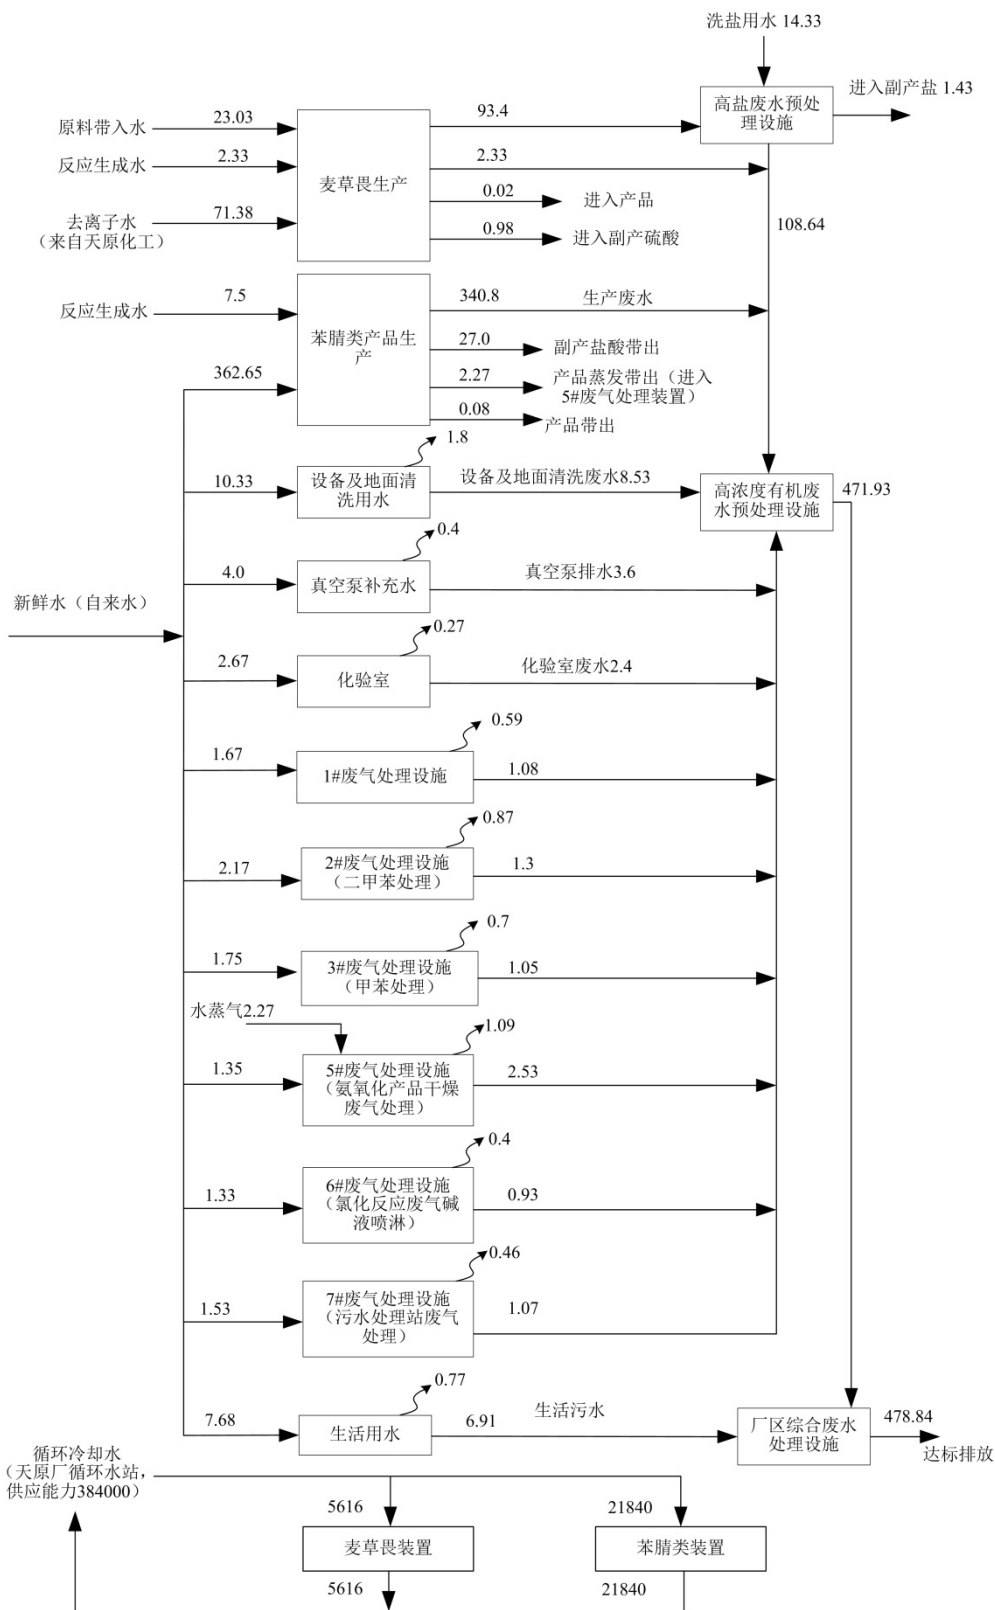 洗盐用水 14.33
高盐废水预处
理设施
进入副产盐 1.43
原料带入水
23.03
93.4
反应生成水
2.33
麦草畏生产
2.33
去离子水
（来自天原化工）
71.38
0.02
进入产品
0.98
进入副产硫酸
108.64
反应生成水
7.5
苯腈类产品生
产
340.8
生产废水
27.0
副产盐酸带出
362.65
2.27
产品蒸发带出（进入
5#废气处理装置）
0.08
产品带出
1.8
10.33
设备及地面清
洗用水
设备及地面清洗废水8.53
高浓度有机废
水预处理设施
471.93
0.4
4.0
真空泵补充水
真空泵排水3.6
新鲜水（自来水）
0.27
2.67
化验室
化验室废水2.4
0.59
1.67
1#废气处理设施
1.08
0.87
2.17
2#废气处理设施
（二甲苯处理）
1.3
0.7
1.75
3#废气处理设施
（甲苯处理）
1.05
水蒸气2.27
1.09
1.35
5#废气处理设施
（氨氧化产品干燥
废气处理）
2.53
0.4
1.33
6#废气处理设施
（氯化反应废气碱
液喷淋）
0.93
0.46
1.53
7#废气处理设施
（污水处理站废气
处理）
1.07
0.77
7.68
生活用水
6.91
生活污水
厂区综合废水
处理设施
478.84
达标排放
循环冷却水
（天原厂循环水站，
供应能力384000）
5616
21840
麦草畏装置
苯腈类装置
5616
21840